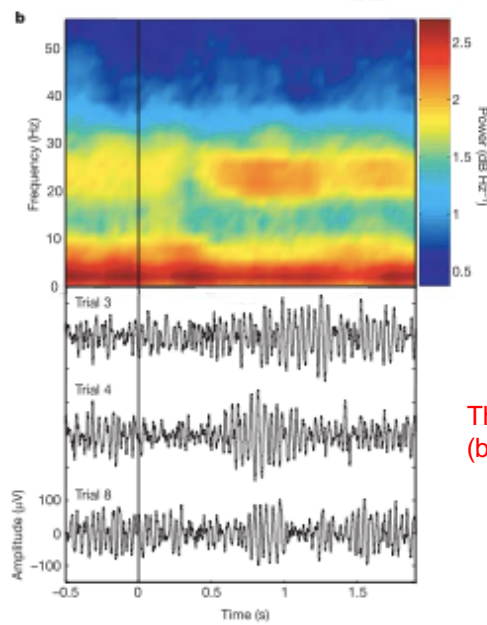 b
50
40
30
20
10
0
Frequency (Hz)
2.5
2
1.5
1
0.5
Power (dB Hz⁻¹)
Trial 3
Trial 4
Trial 8
100
0
−100
Amplitude (µV)
−0.5 0 0.5 1 1.5
Time (s)
Th
(b